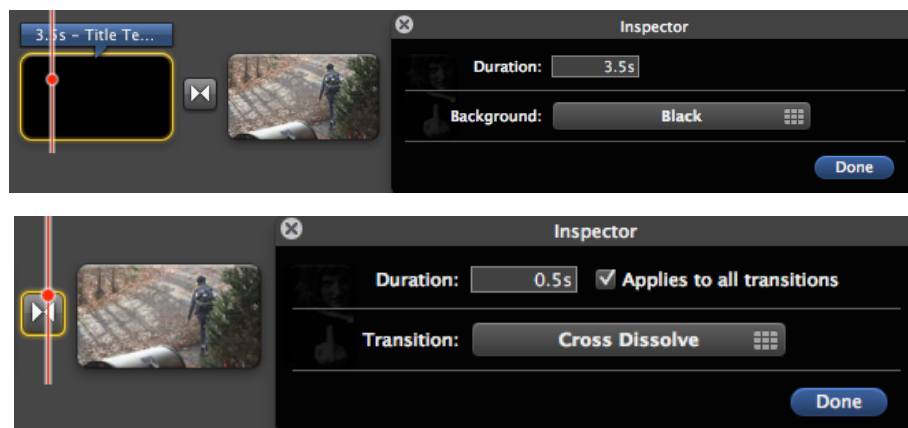 3.5s – Title Te...
Inspector
Duration: 3.5s
Background: Black
Done
Inspector
Duration: 0.5s Applies to all transitions
Transition: Cross Dissolve
Done